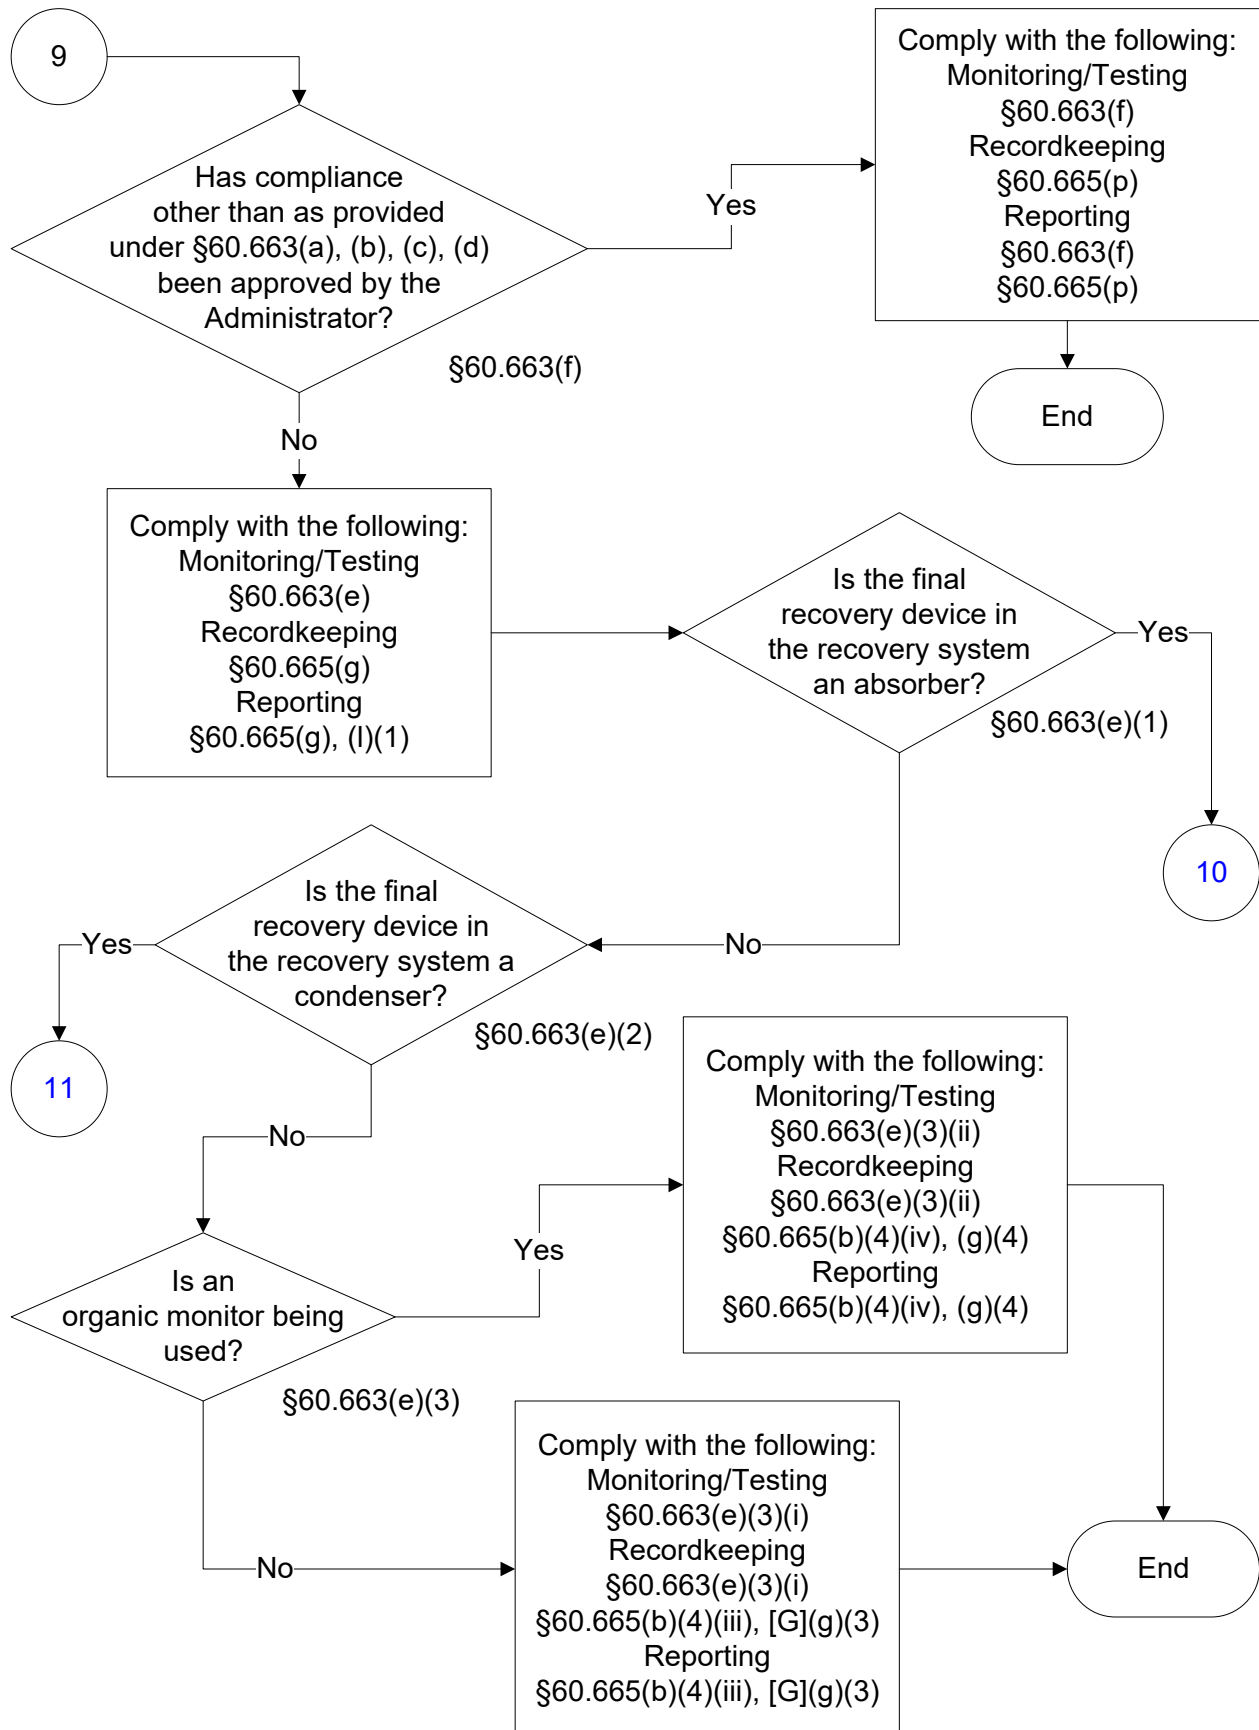 9
Has compliance
other than as provided
under §60.663(a), (b), (c), (d)
been approved by the
Administrator?
§60.663(f)
Yes
Comply with the following:
Monitoring/Testing
§60.663(f)
Recordkeeping
§60.665(p)
Reporting
§60.663(f)
§60.665(p)
End
No
Comply with the following:
Monitoring/Testing
§60.663(e)
Recordkeeping
§60.665(g)
Reporting
§60.665(g), (l)(1)
Is the final
recovery device in
the recovery system
an absorber?
§60.663(e)(1)
Yes
10
No
Is the final
recovery device in
the recovery system a
condenser?
§60.663(e)(2)
Yes
11
No
Is an
organic monitor being
used?
§60.663(e)(3)
Yes
Comply with the following:
Monitoring/Testing
§60.663(e)(3)(ii)
Recordkeeping
§60.663(e)(3)(ii)
§60.665(b)(4)(iv), (g)(4)
Reporting
§60.665(b)(4)(iv), (g)(4)
No
Comply with the following:
Monitoring/Testing
§60.663(e)(3)(i)
Recordkeeping
§60.663(e)(3)(i)
§60.665(b)(4)(iii), [G](g)(3)
Reporting
§60.665(b)(4)(iii), [G](g)(3)
End